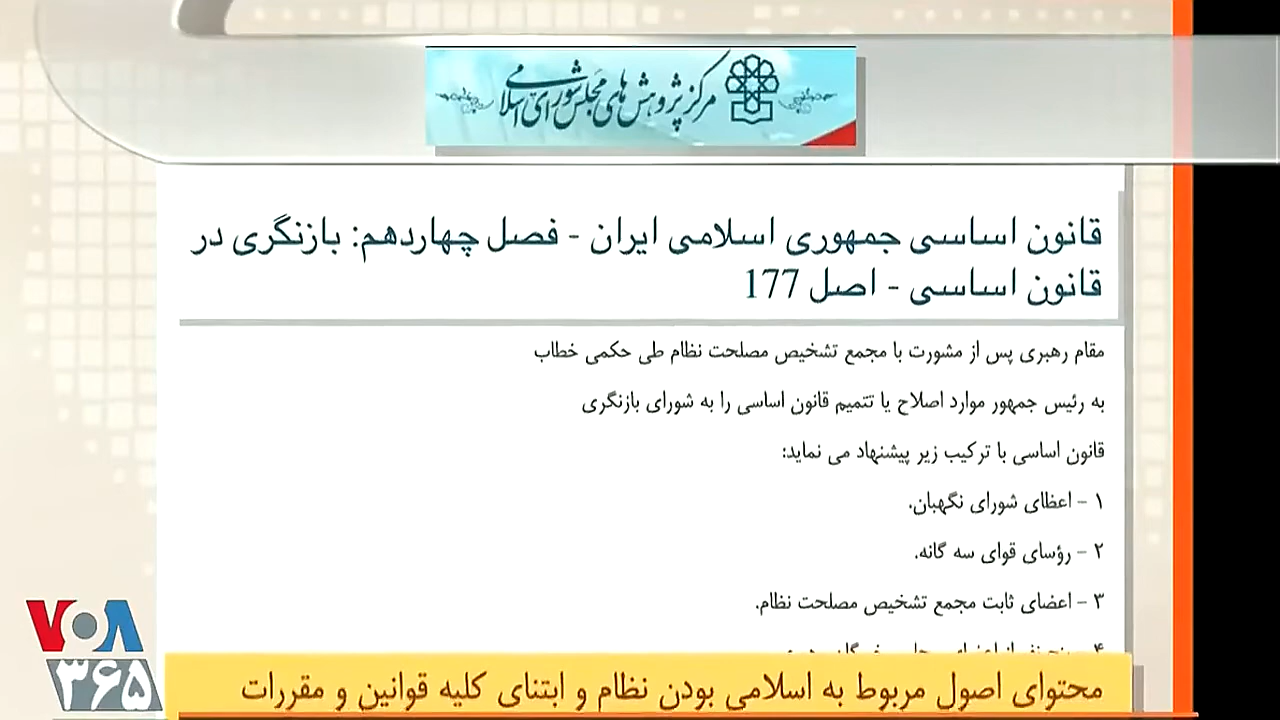 مرکز پژوهش های مجلس شورای اسلامی
قانون اساسی جمهوری اسلامی ایران - فصل چهاردهم: بازنگری در
قانون اساسی - اصل 177
مقام رهبری پس از مشورت با مجمع تشخیص مصلحت نظام طی حکمی خطاب
به رئیس جمهور موارد اصلاح یا تتمیم قانون اساسی را به شورای بازنگری
قانون اساسی با ترکیب زیر پیشنهاد می نماید:
۱ - اعظای شورای نگهبان.
۲ - رؤسای قوای سه گانه.
۳ - اعضای ثابت مجمع تشخیص مصلحت نظام.
محتوای اصول مربوط به اسلامی بودن نظام و ابتنای کلیه قوانین و مقررات
VOA
۳۶۵